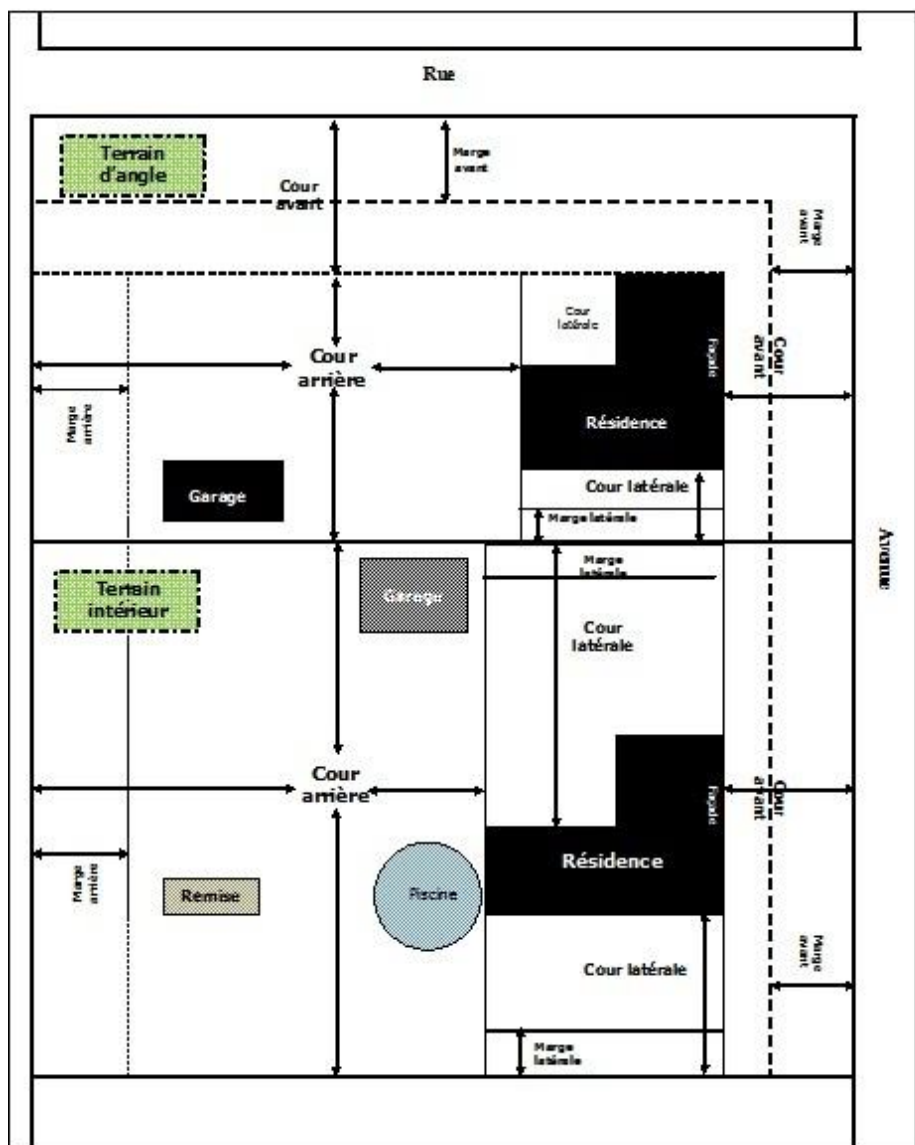 Rue
Terrain
d'angle
Marge
avant
Cour
avant
Marge
avant
Cour
latérale
Façade
Cour
avant
Cour
arrière
Marge
arrière
Résidence
Garage
Cour latérale
Marge latérale
Avenue
Terrain
intérieur
Garage
Marge
latérale
Cour
latérale
Cour
arrière
Façade
Cour
avant
Marge
arrière
Résidence
Remise
Piscine
Marge
avant
Cour latérale
Marge
latérale